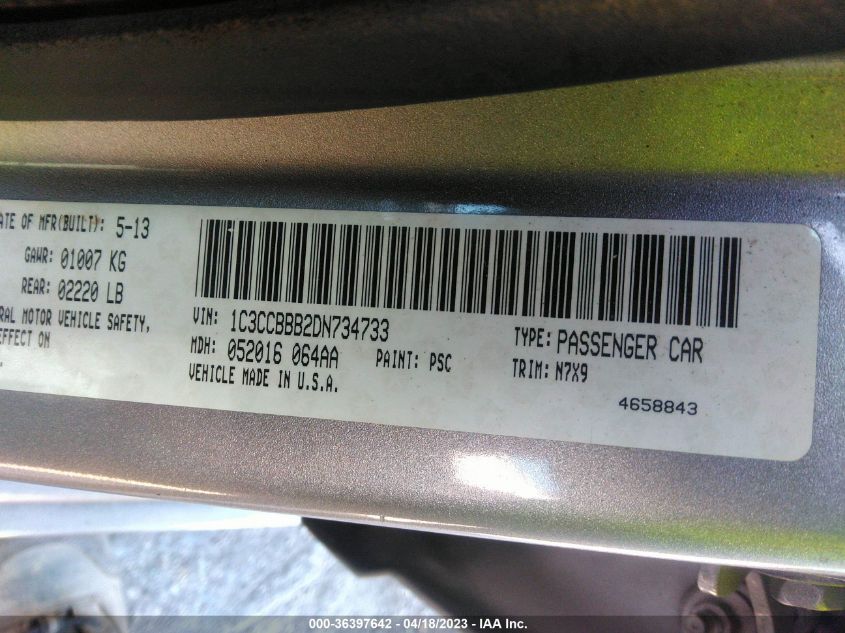 ATE OF MFR(BUILT): 5-13
GAWR: 01007 KG
REAR: 02220 LB
RAL MOTOR VEHICLE SAFETY,
EFFECT ON
VIN: 1C3CCBBB2DN734733
MDH: 052016 064AA PAINT: PSC
VEHICLE MADE IN U.S.A.
TYPE: PASSENGER CAR
TRIM: N7X9
4658843
000-36397642 - 04/18/2023 - IAA Inc.